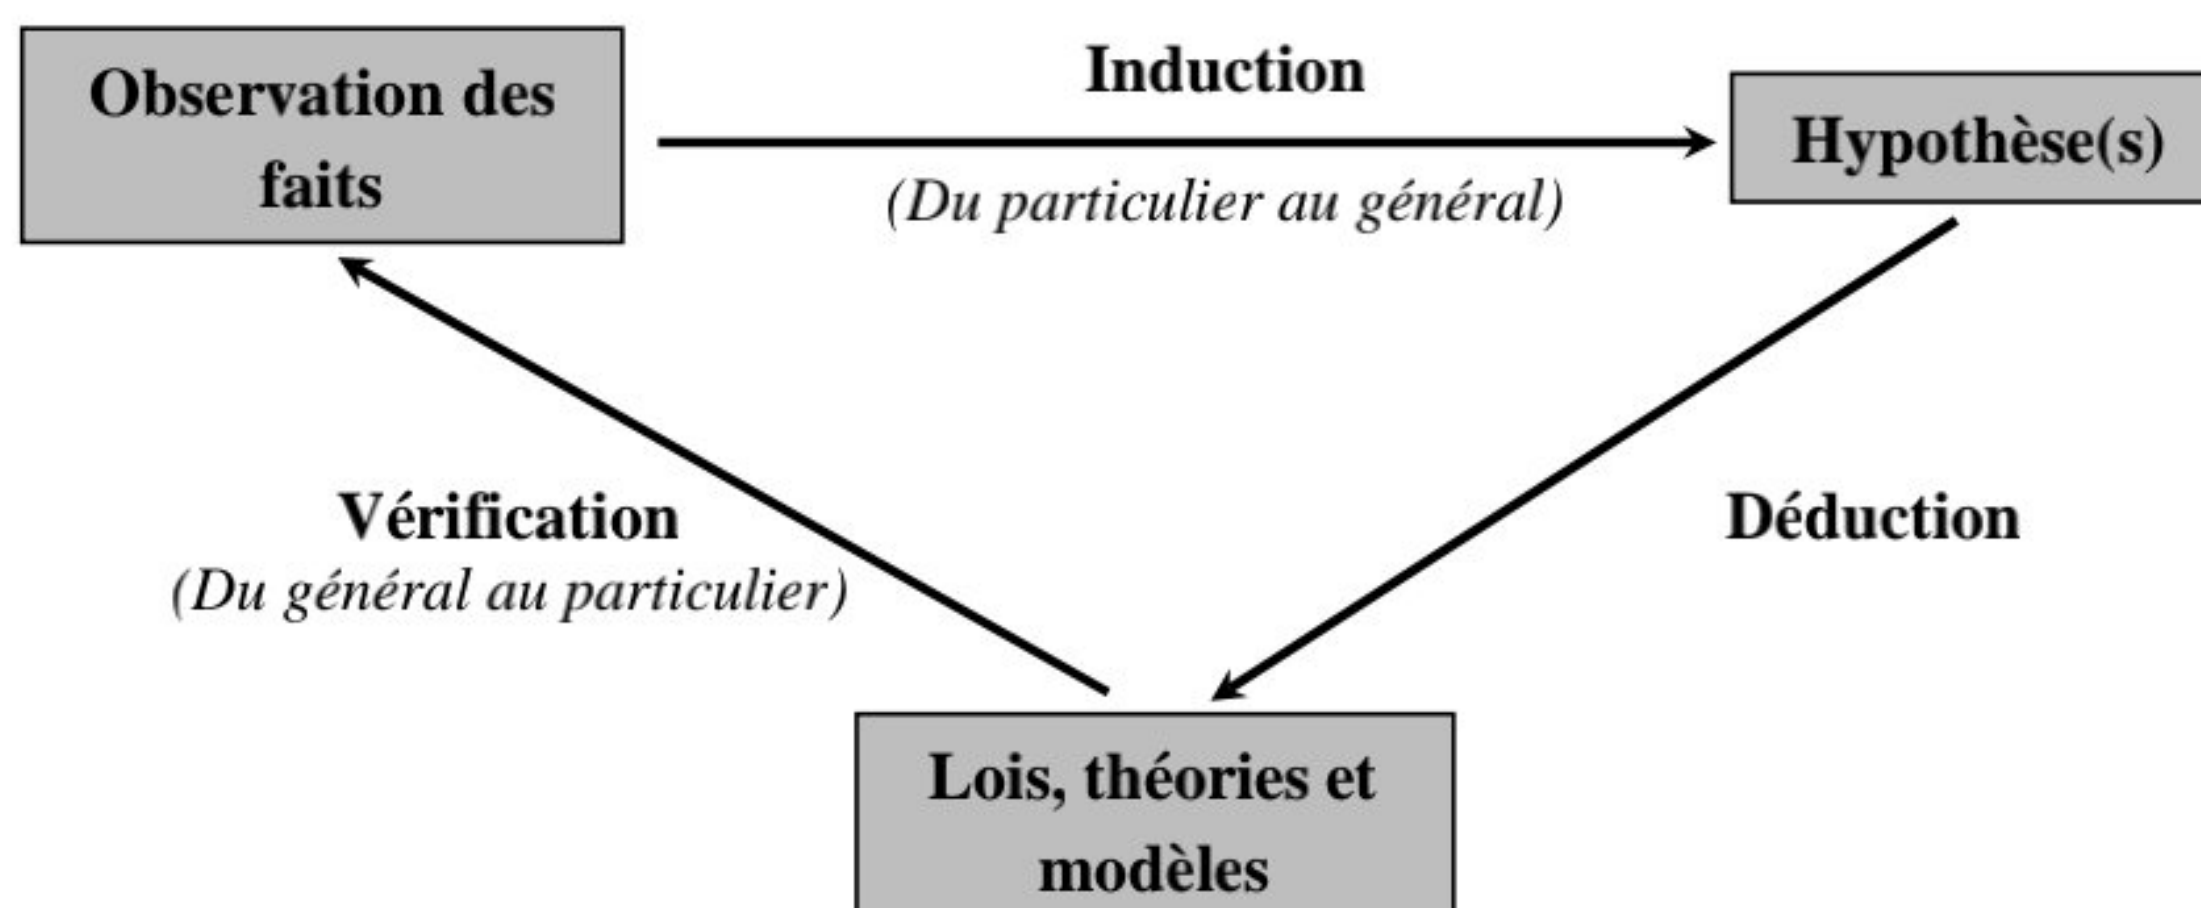 Observation des
faits
Induction
(Du particulier au général)
Hypothèse(s)
Vérification
(Du général au particulier)
Déduction
Lois, théories et
modèles